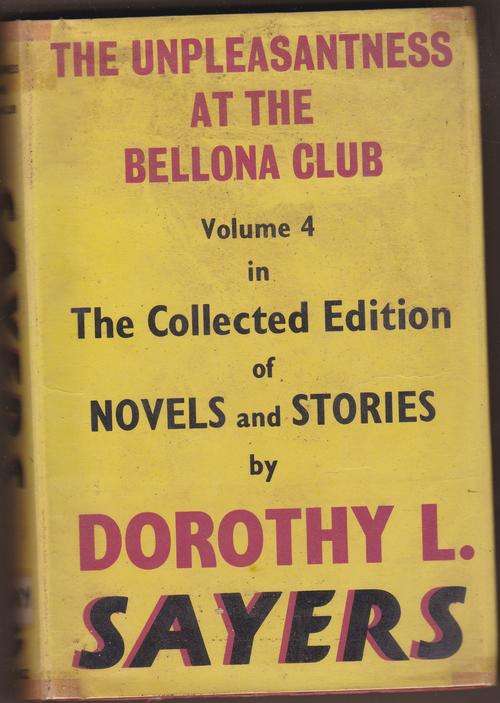 THE UNPLEASANTNESS
AT THE
BELLONA CLUB
Volume 4
in
The Collected Edition
of
NOVELS and STORIES
by
DOROTHY L.
SAYERS